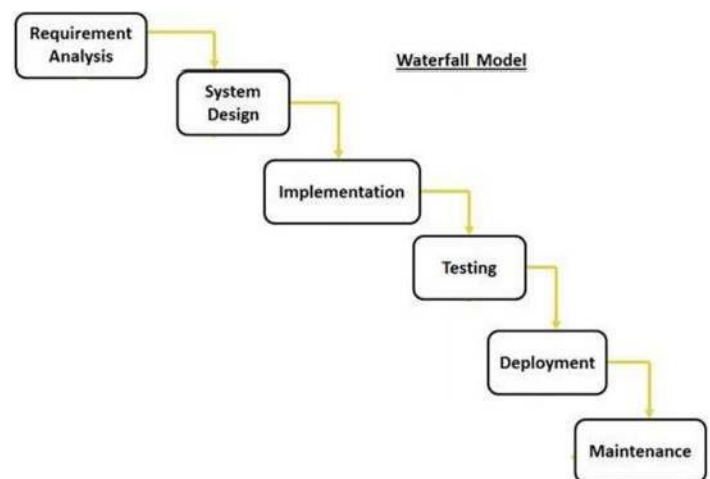 Requirement
Analysis
Waterfall Model
System
Design
Implementation
Testing
Deployment
Maintenance